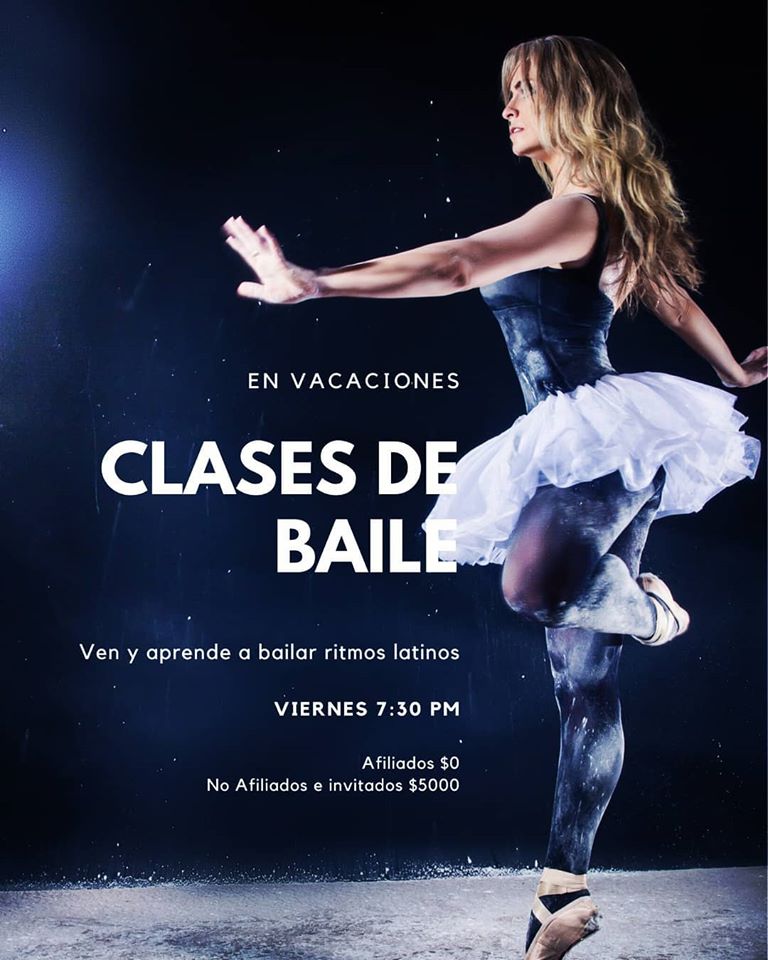 EN VACACIONES
CLASES DE
BAILE
Ven y aprende a bailar ritmos latinos
VIERNES 7:30 PM
Afiliados $0
No Afiliados e invitados $5000